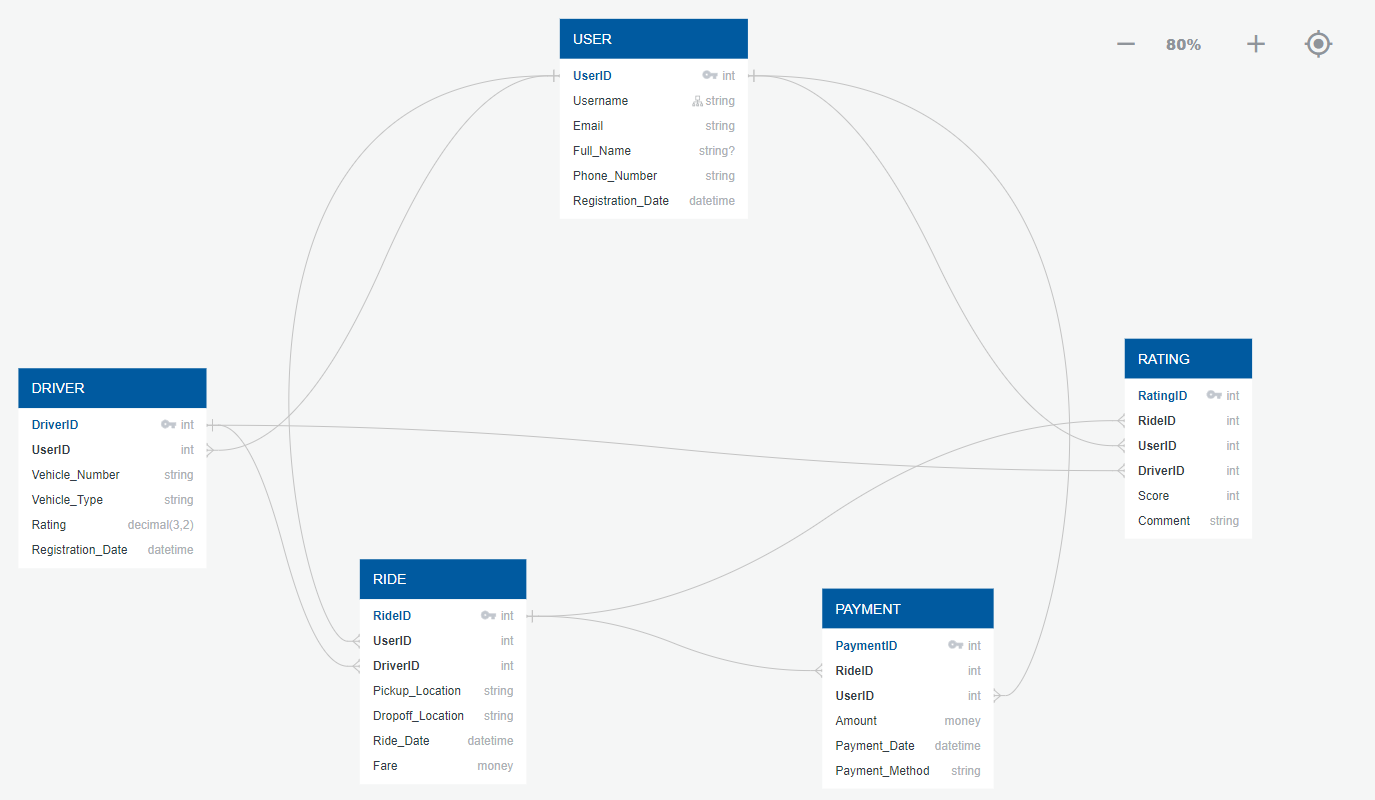 USER
UserID int
Username string
Email string
Full_Name string?
Phone_Number string
Registration_Date datetime
80%
DRIVER
DriverID int
UserID int
Vehicle_Number string
Vehicle_Type string
Rating decimal(3,2)
Registration_Date datetime
RATING
RatingID int
RideID int
UserID int
DriverID int
Score int
Comment string
RIDE
RideID int
UserID int
DriverID int
Pickup_Location string
Dropoff_Location string
Ride_Date datetime
Fare money
PAYMENT
PaymentID int
RideID int
UserID int
Amount money
Payment_Date datetime
Payment_Method string